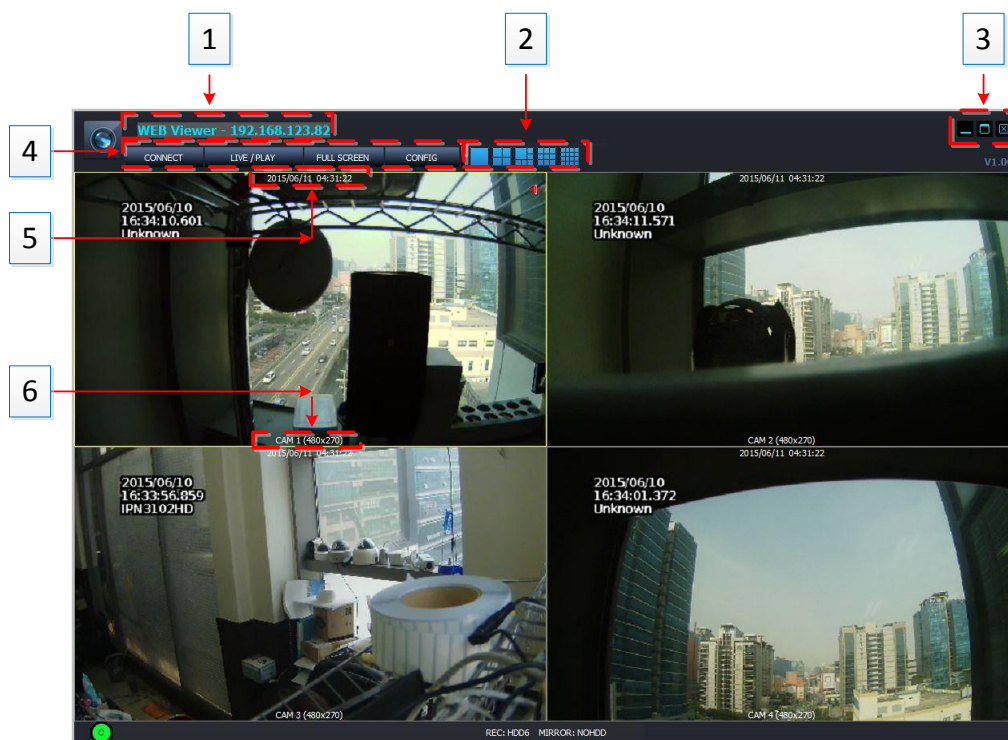 1
2
3
WEB Viewer - 192.168.123.82
4
CONNECT LIVE / PLAY FULL SCREEN CONFIG
2015/06/11 04:31:22
2015/06/11 04:31:22
2015/06/10
16:34:10.601
Unknown
2015/06/10
16:34:11.571
Unknown
5
6
CAM 1 (480x270)
CAM 2 (480x270)
2015/06/11 04:31:22
2015/06/11 04:31:22
2015/06/10
16:33:56.859
IPN3102HD
2015/06/10
16:34:01.372
Unknown
CAM 3 (480x270)
CAM 4 (480x270)
C
REC: HDD6 MIRROR: NOHDD